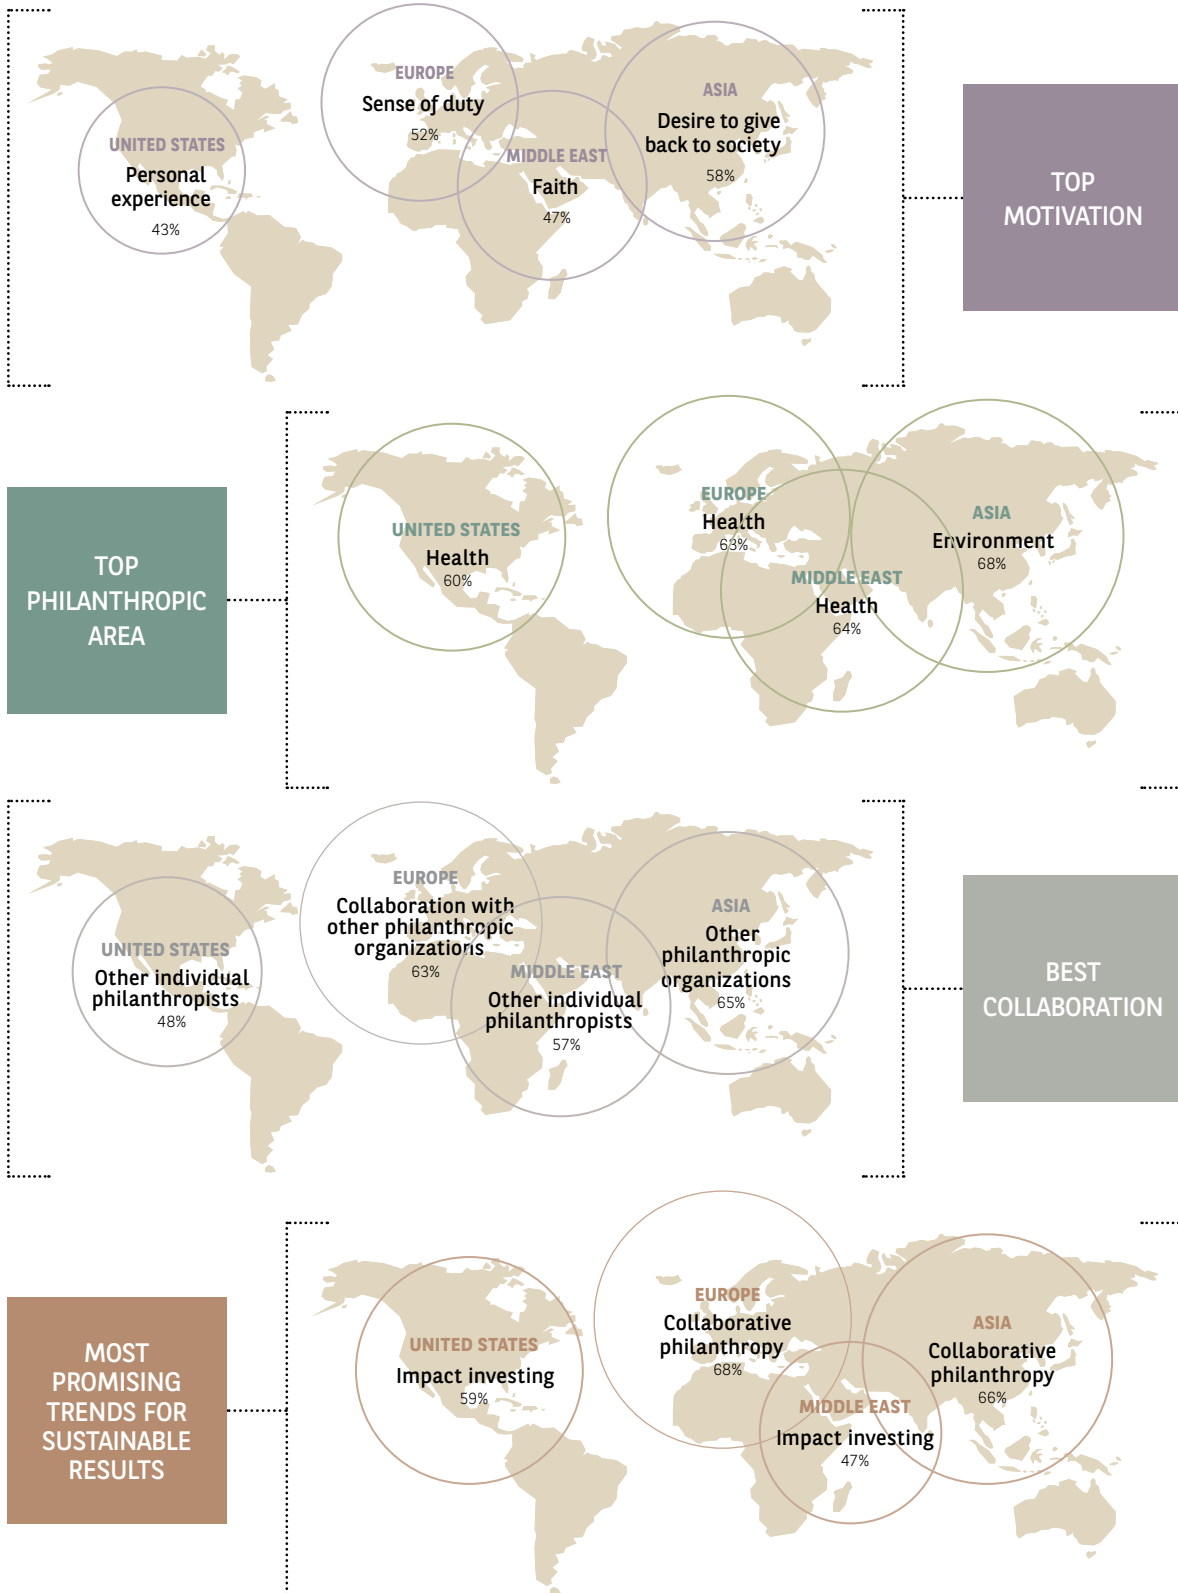 EUROPE
Sense of duty
52%
ASIA
Desire to give
back to society
58%
UNITED STATES
Personal
experience
43%
MIDDLE EAST
Faith
47%
TOP
MOTIVATION
TOP
PHILANTHROPIC
AREA
UNITED STATES
Health
60%
EUROPE
Health
63%
MIDDLE EAST
Health
64%
ASIA
Environment
68%
EUROPE
Collaboration with
other philanthropic
organizations
63%
ASIA
Other
philanthropic
organizations
65%
UNITED STATES
Other individual
philanthropists
48%
MIDDLE EAST
Other individual
philanthropists
57%
BEST
COLLABORATION
MOST
PROMISING
TRENDS FOR
SUSTAINABLE
RESULTS
UNITED STATES
Impact investing
59%
EUROPE
Collaborative
philanthropy
68%
ASIA
Collaborative
philanthropy
66%
MIDDLE EAST
Impact investing
47%